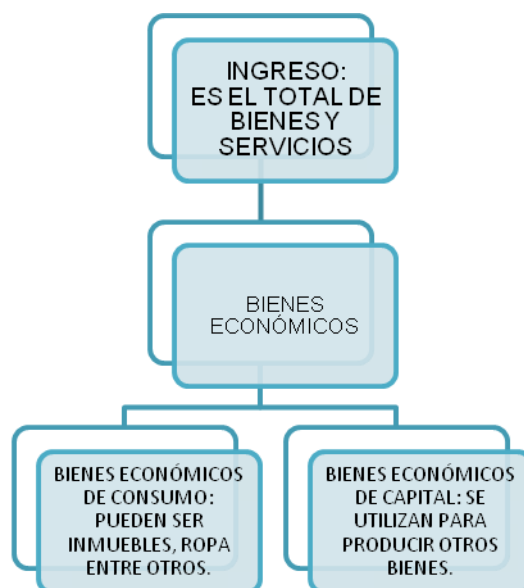 INGRESO:
ES EL TOTAL DE
BIENES Y
SERVICIOS
BIENES
ECONÓMICOS
BIENES ECONÓMICOS
DE CONSUMO:
PUEDEN SER
INMUEBLES, ROPA
ENTRE OTROS.
BIENES ECONÓMICOS
DE CAPITAL: SE
UTILIZAN PARA
PRODUCIR OTROS
BIENES.